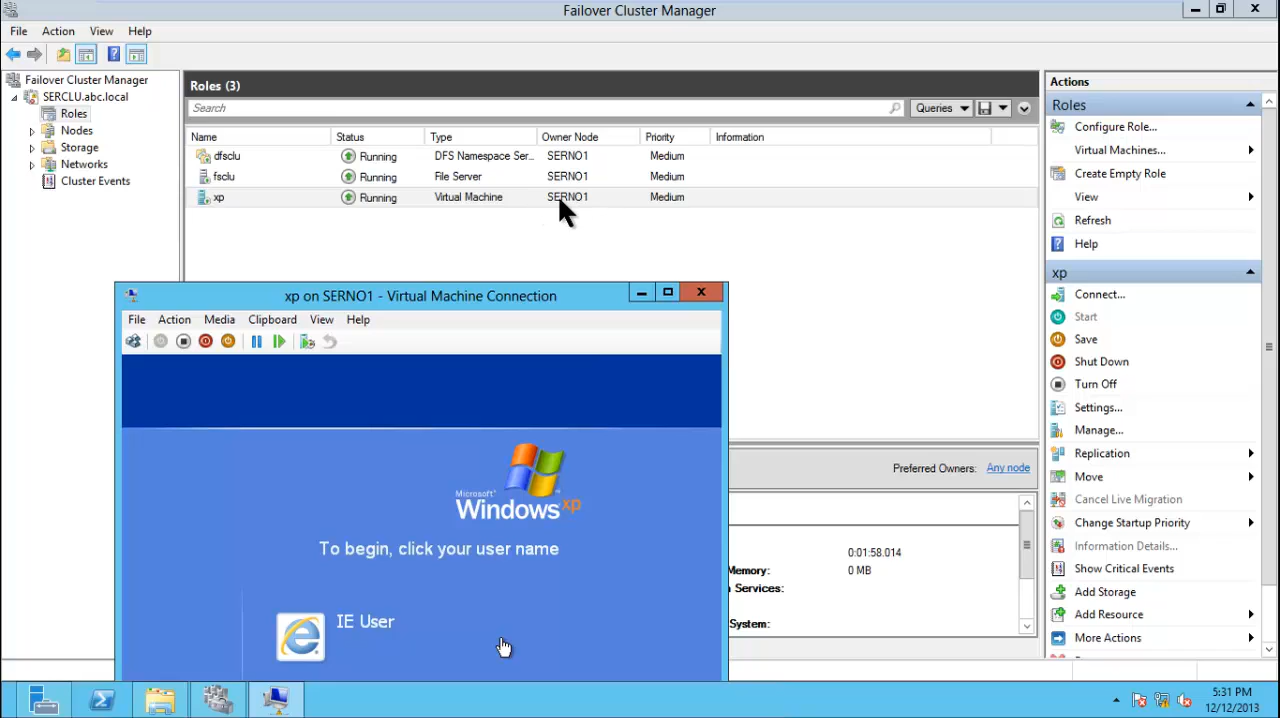 Failover Cluster Manager
File Action View Help
Failover Cluster Manager
SERCLU.abc.local
Roles
Nodes
Storage
Networks
Cluster Events
Roles (3)
Search
Queries
Name Status Type Owner Node Priority Information
dfsclu Running DFS Namespace Ser... SERNO1 Medium
fsclu Running File Server SERNO1 Medium
xp Running Virtual Machine SERNO1 Medium
xp on SERNO1 - Virtual Machine Connection
File Action Media Clipboard View Help
Microsoft
Windows xp
To begin, click your user name
IE User
Preferred Owners: Any node
0:01:58.014
Memory: 0 MB
Services:
System:
Actions
Roles
Configure Role...
Virtual Machines...
Create Empty Role
View
Refresh
Help
xp
Connect...
Start
Save
Shut Down
Turn Off
Settings...
Manage...
Replication
Move
Cancel Live Migration
Change Startup Priority
Information Details...
Show Critical Events
Add Storage
Add Resource
More Actions
5:31 PM
12/12/2013